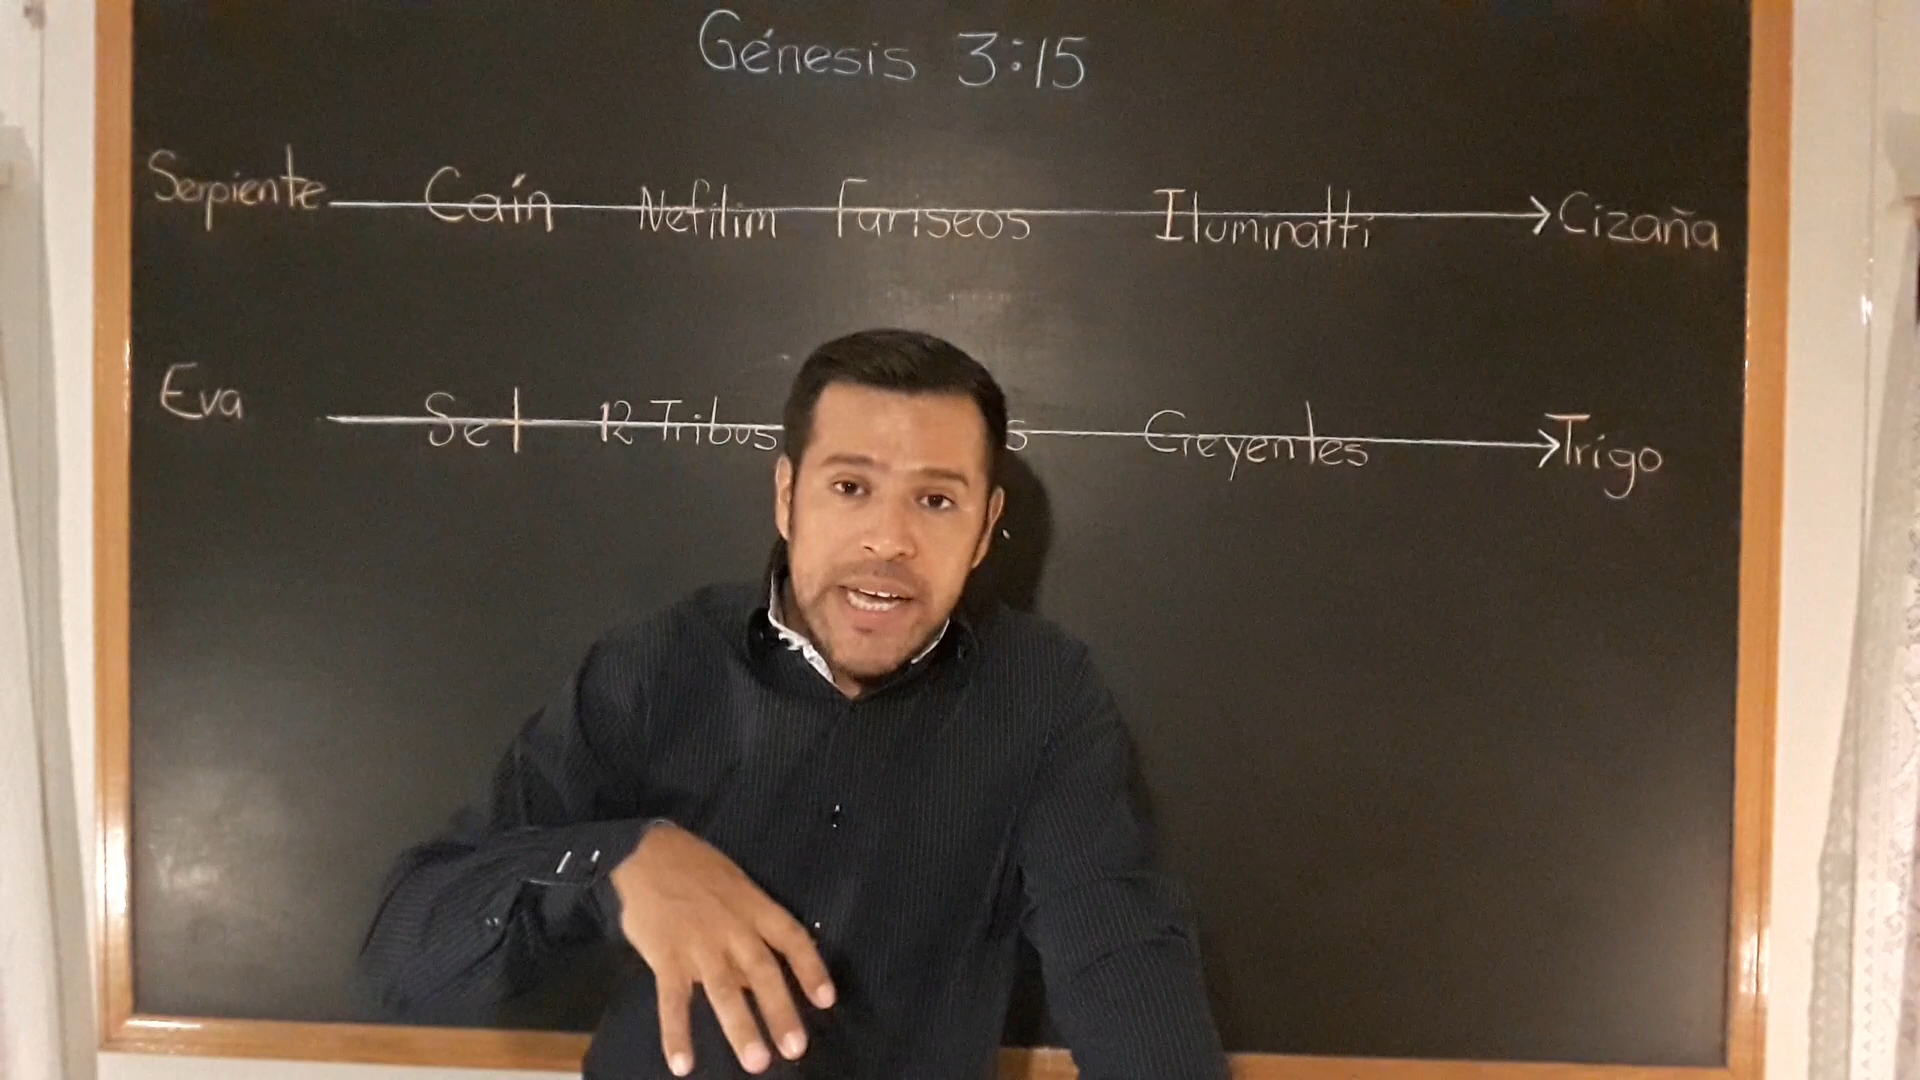 Génesis 3:15
Serpiente Caín Nefilim Fariseos Iluminatti Cizaña
Eva Set 12 Tribus Creyentes Trigo